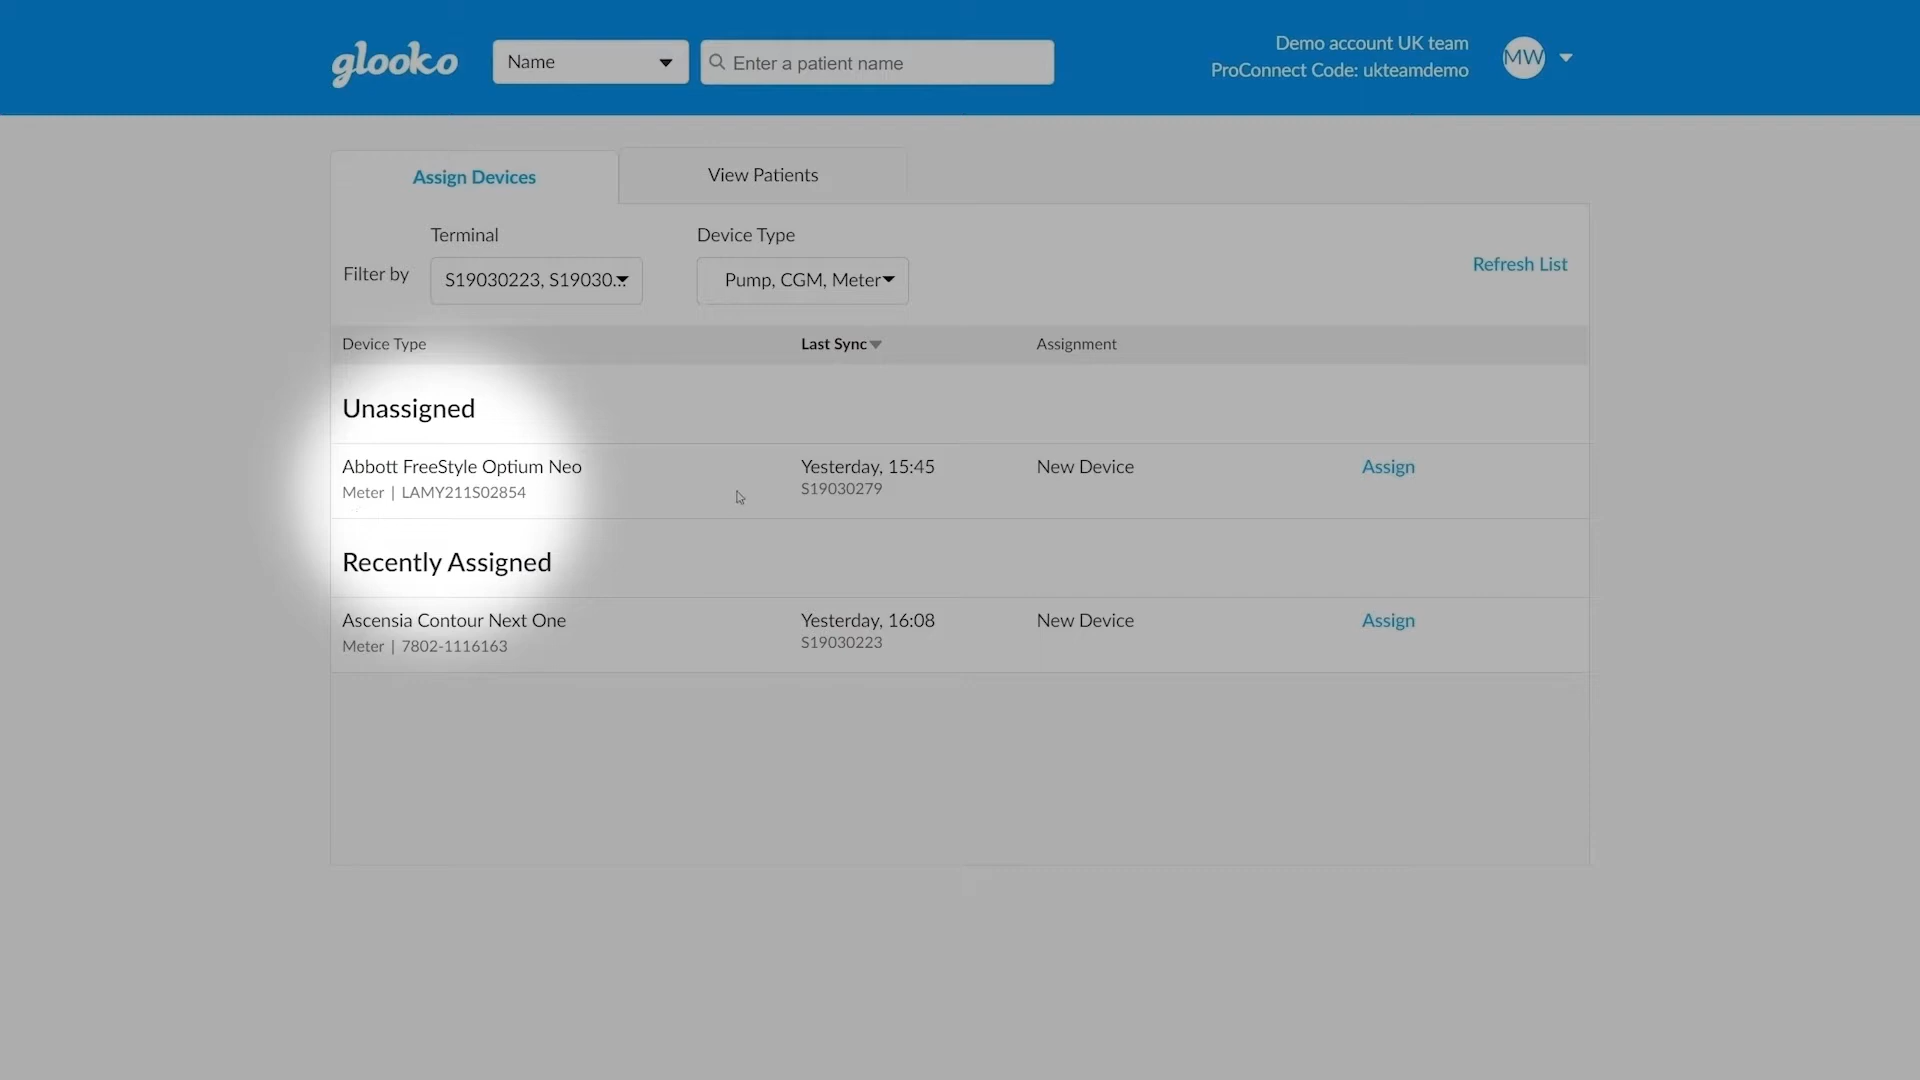 glooko
Name
Enter a patient name
Demo account UK team
ProConnect Code: ukteamdemo
MW
Assign Devices
View Patients
Filter by
Terminal
S19030223, S19030...
Device Type
Pump, CGM, Meter
Refresh List
Device Type
Last Sync
Assignment
Unassigned
Abbott FreeStyle Optium Neo
Meter | LAMY211S02854
Yesterday, 15:45
S19030279
New Device
Assign
Recently Assigned
Ascensia Contour Next One
Meter | 7802-1116163
Yesterday, 16:08
S19030223
New Device
Assign